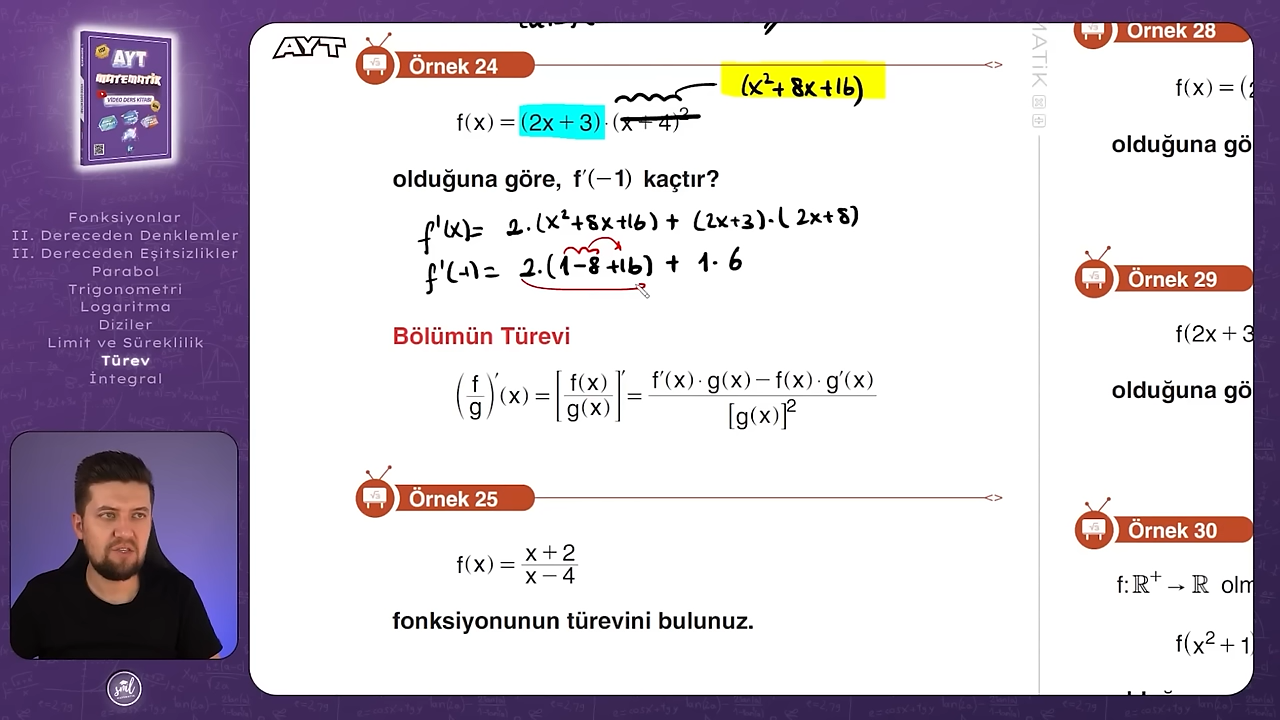 AYT
MATEMATİK
VİDEO DERS KİTABI
Fonksiyonlar
II. Dereceden Denklemler
II. Dereceden Eşitsizlikler
Parabol
Trigonometri
Logaritma
Diziler
Limit ve Süreklilik
Türev
İntegral
sml
AYT
Örnek 24
(x²+8x+16)
f(x) = (2x + 3) · (x + 4)²
olduğuna göre, f′(−1) kaçtır?
f'(x)= 2.(x²+8x+16) + (2x+3).(2x+8)
f'(-1)= 2.(1-8+16) + 1.6
Bölümün Türevi
(f/g)′(x) = [f(x)/g(x)]′ = f′(x) · g(x) − f(x) · g′(x) / [g(x)]²
Örnek 25
f(x) = x + 2 / x − 4
fonksiyonunun türevini bulunuz.
MATİK
Örnek 28
f(x) = (2
olduğuna gö
Örnek 29
f(2x + 3
olduğuna gö
Örnek 30
f: ℝ⁺ → ℝ olm
f(x² + 1)